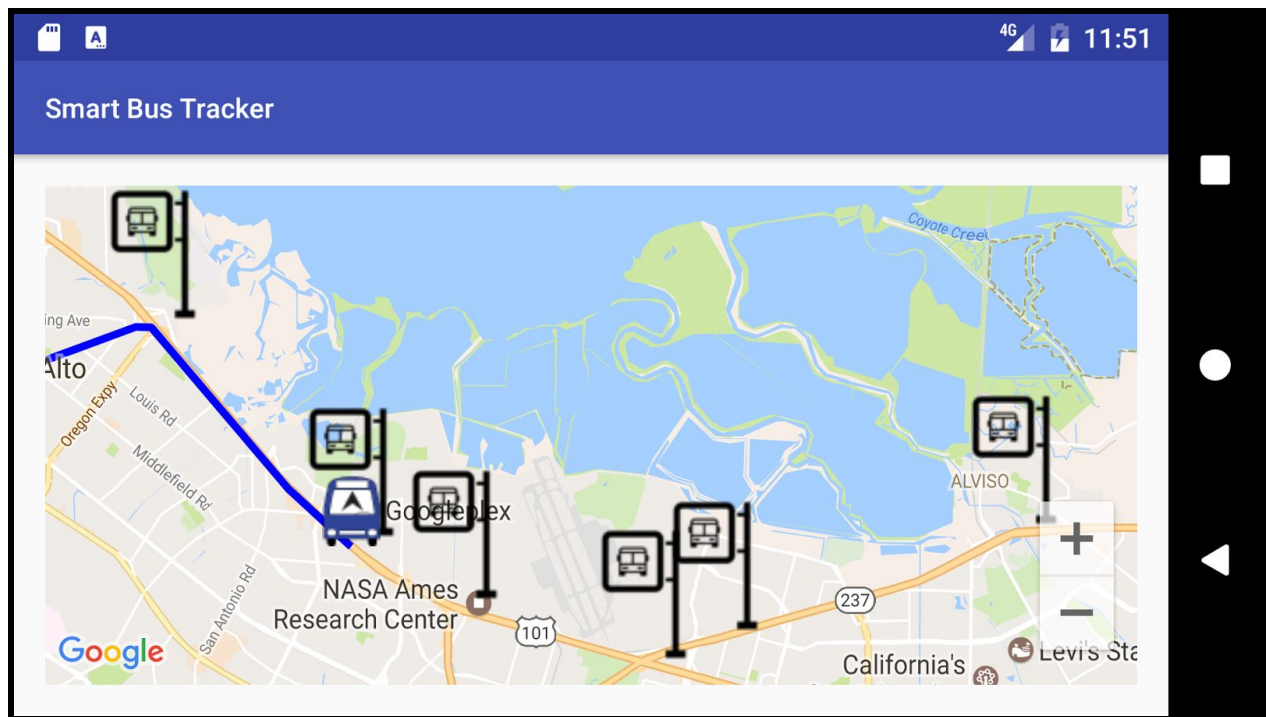 4G 11:51
Smart Bus Tracker
Coyote Creek
ing Ave
Alto
Oregon Expy
Louis Rd
Middlefield Rd
ALVISO
Googleplex
San Antonio Rd
NASA Ames
Research Center
101
237
Google
California's
Levi's Sta